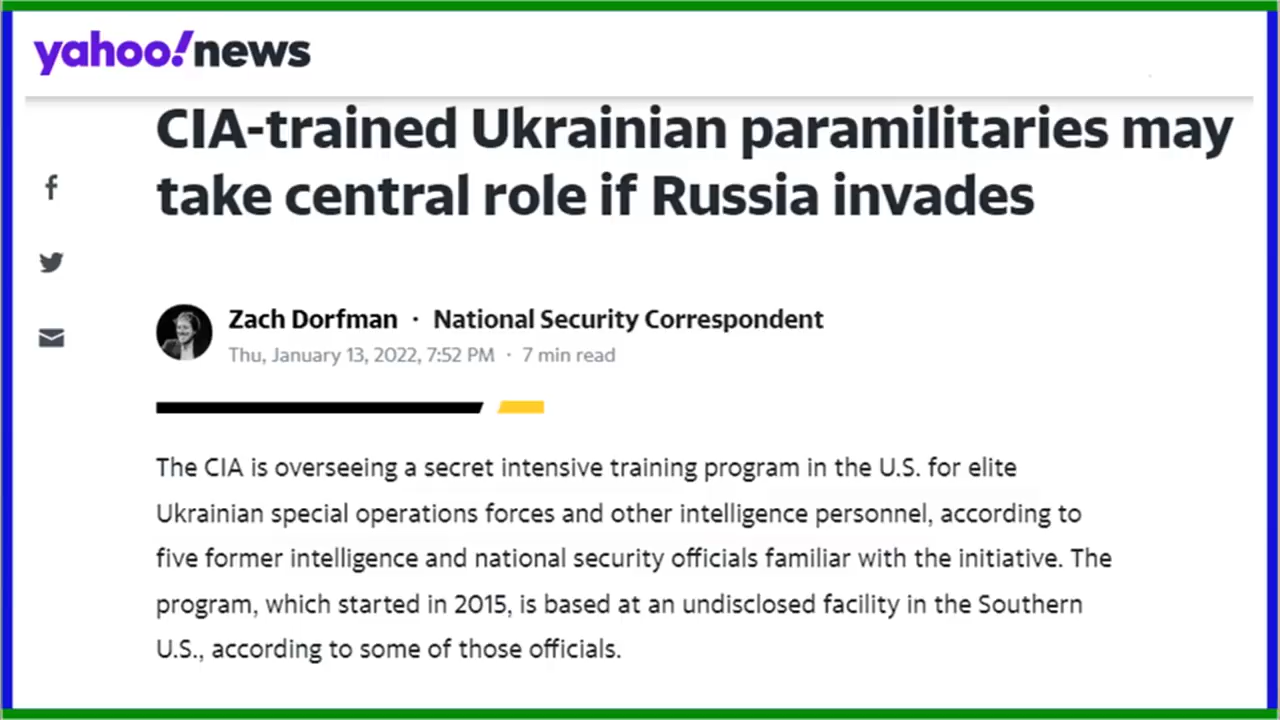 yahoo!news
CIA-trained Ukrainian paramilitaries may
take central role if Russia invades
Zach Dorfman · National Security Correspondent
Thu, January 13, 2022, 7:52 PM · 7 min read
The CIA is overseeing a secret intensive training program in the U.S. for elite
Ukrainian special operations forces and other intelligence personnel, according to
five former intelligence and national security officials familiar with the initiative. The
program, which started in 2015, is based at an undisclosed facility in the Southern
U.S., according to some of those officials.